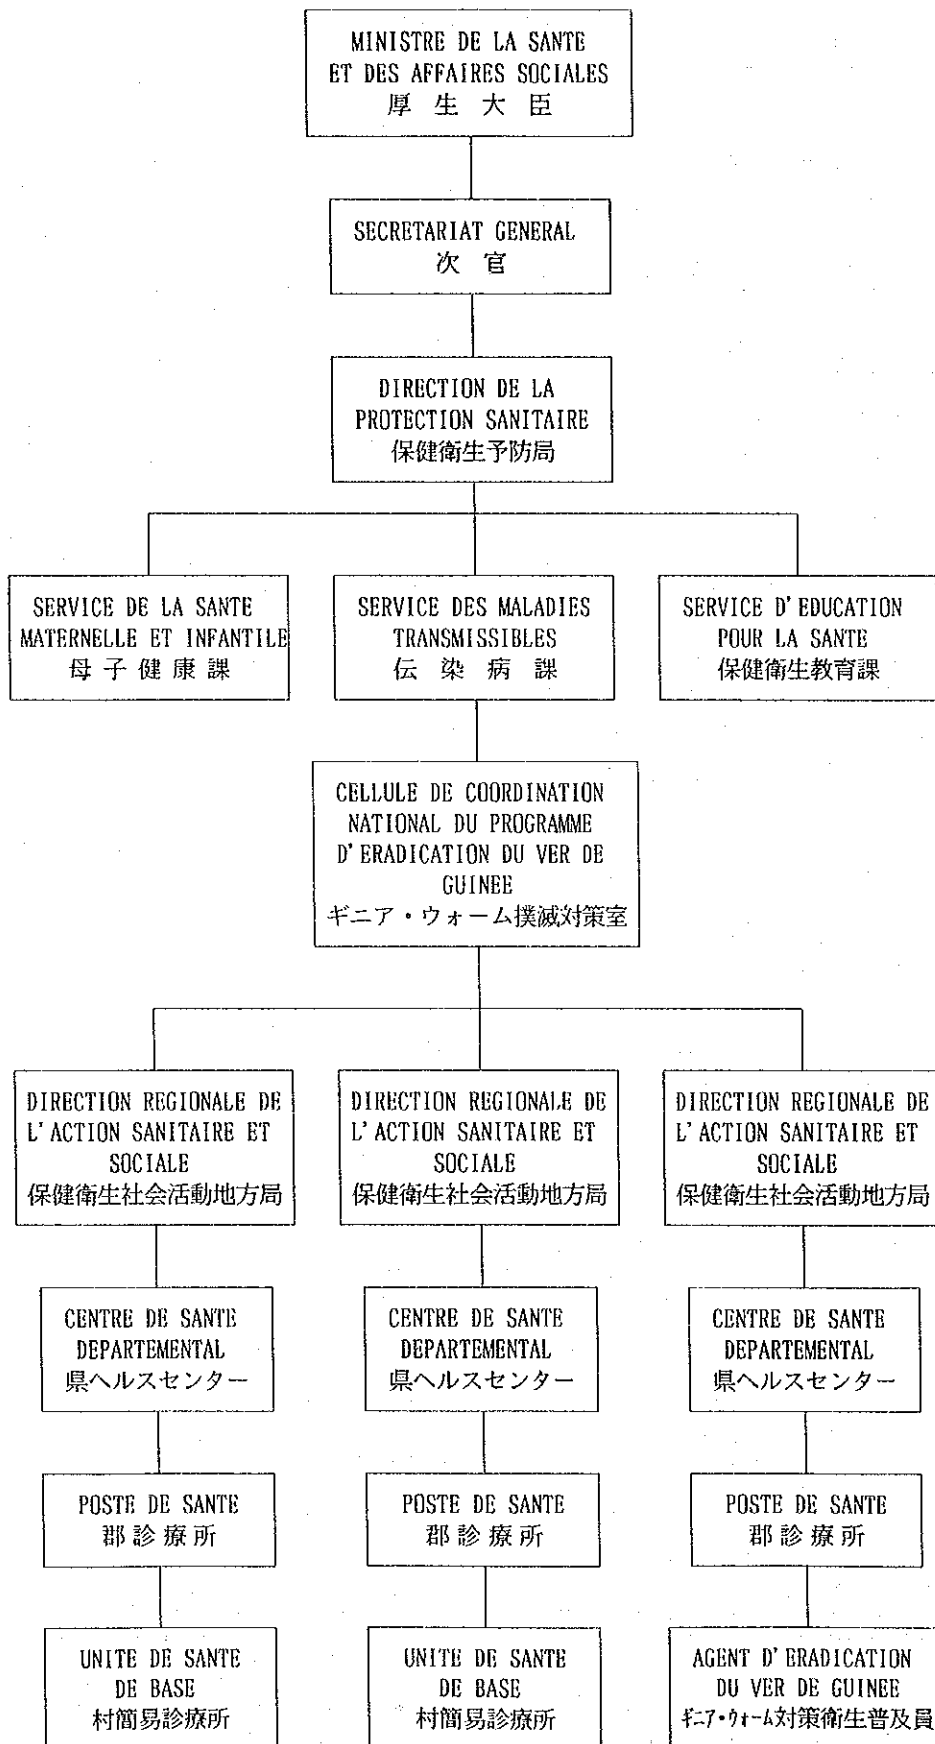 MINISTRE DE LA SANTE
ET DES AFFAIRES SOCIALES
厚生大臣
SECRETARIAT GENERAL
次官
DIRECTION DE LA
PROTECTION SANITAIRE
保健衛生予防局
SERVICE DE LA SANTE
MATERNELLE ET INFANTILE
母子健康課
SERVICE DES MALADIES
TRANSMISSIBLES
伝染病課
SERVICE D'EDUCATION
POUR LA SANTE
保健衛生教育課
CELLULE DE COORDINATION
NATIONAL DU PROGRAMME
D'ERADICATION DU VER DE
GUINEE
ギニア・ウォーム撲滅対策室
DIRECTION REGIONALE DE
L'ACTION SANITAIRE ET
SOCIALE
保健衛生社会活動地方局
DIRECTION REGIONALE DE
L'ACTION SANITAIRE ET
SOCIALE
保健衛生社会活動地方局
DIRECTION REGIONALE DE
L'ACTION SANITAIRE ET
SOCIALE
保健衛生社会活動地方局
CENTRE DE SANTE
DEPARTEMENTAL
県ヘルスセンター
CENTRE DE SANTE
DEPARTEMENTAL
県ヘルスセンター
CENTRE DE SANTE
DEPARTEMENTAL
県ヘルスセンター
POSTE DE SANTE
郡診療所
POSTE DE SANTE
郡診療所
POSTE DE SANTE
郡診療所
UNITE DE SANTE
DE BASE
村簡易診療所
UNITE DE SANTE
DE BASE
村簡易診療所
AGENT D'ERADICATION
DU VER DE GUINEE
ギニア・ウォーム対策衛生普及員